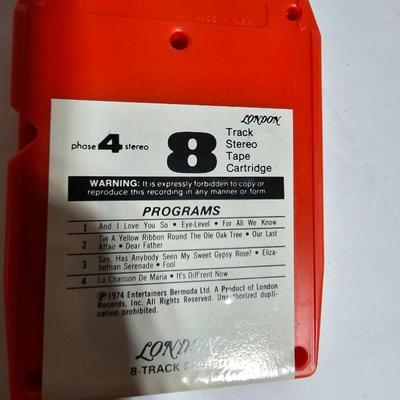 MADE IN U.S.A.
LONDON
phase 4 stereo
8
Track
Stereo
Tape
Cartridge
WARNING: It is expressly forbidden to copy or
reproduce this recording in any manner or form
PROGRAMS
1 And I Love You So • Eye-Level • For All We Know
2 Tie A Yellow Ribbon Round The Ole Oak Tree • Our Last
Affair • Dear Father
3 Say, Has Anybody Seen My Sweet Gypsy Rose? • Eliza-
bethan Serenade • Fool
4 La Chanson De Maria • It's Diff'rent Now
Ⓟ1974 Entertainers Bermuda Ltd. A Product of London
Records, Inc. All Rights Reserved. Unauthorized dupli-
cation prohibited.
LONDON
8-TRACK